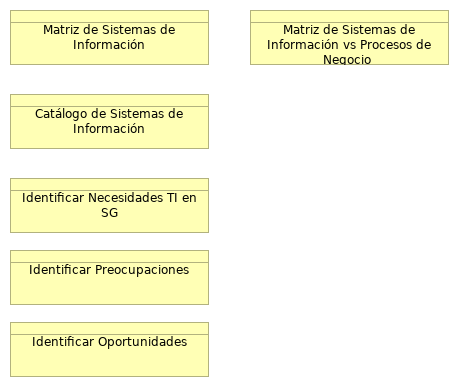 Matriz de Sistemas de
Información
Matriz de Sistemas de
Información vs Procesos de
Negocio
Catálogo de Sistemas de
Información
Identificar Necesidades TI en
SG
Identificar Preocupaciones
Identificar Oportunidades